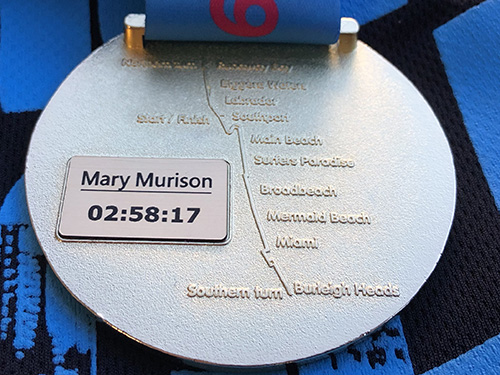 6
Runaway Bay
Biggera Waters
Labrador
Start / Finish Southport
Main Beach
Surfers Paradise
Mary Murison
02:58:17
Broadbeach
Mermaid Beach
Miami
Southern turn Burleigh Heads